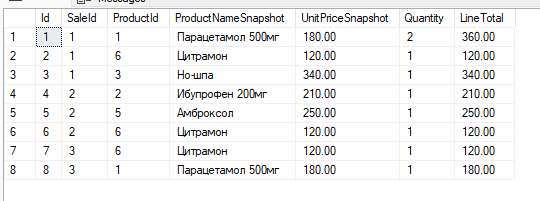 Id SaleId ProductId ProductNameSnapshot UnitPriceSnapshot Quantity LineTotal
1 1 1 1 Парацетамол 500мг 180.00 2 360.00
2 2 1 6 Цитрамон 120.00 1 120.00
3 3 1 3 Но-шпа 340.00 1 340.00
4 4 2 2 Ибупрофен 200мг 210.00 1 210.00
5 5 2 5 Амброксол 250.00 1 250.00
6 6 2 6 Цитрамон 120.00 1 120.00
7 7 3 6 Цитрамон 120.00 1 120.00
8 8 3 1 Парацетамол 500мг 180.00 1 180.00